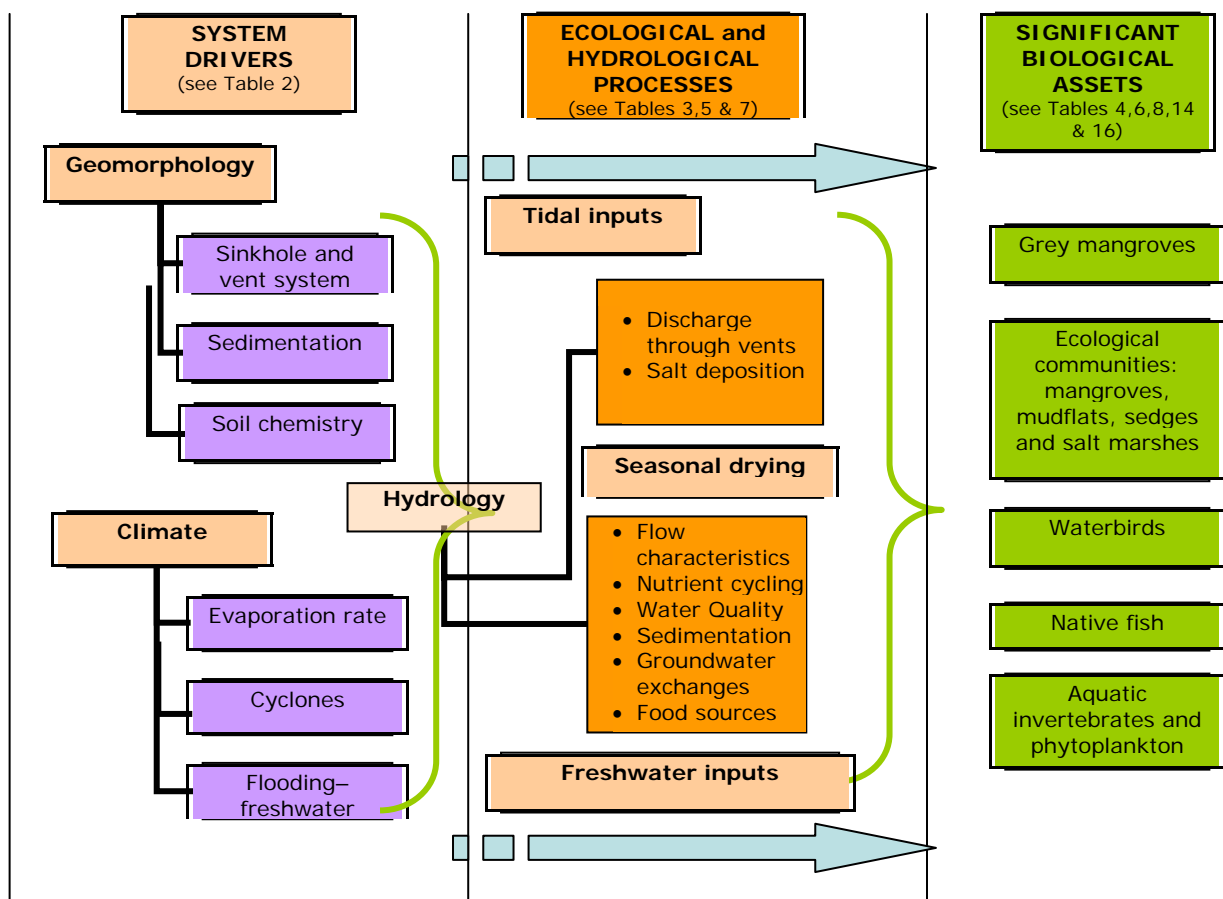 SYSTEM
DRIVERS
(see Table 2)
ECOLOGICAL and
HYDROLOGICAL
PROCESSES
(see Tables 3,5 & 7)
SIGNIFICANT
BIOLOGICAL
ASSETS
(see Tables 4,6,8,14
& 16)
Geomorphology
Sinkhole and
vent system
Sedimentation
Soil chemistry
Climate
Evaporation rate
Cyclones
Flooding–
freshwater
Hydrology
Tidal inputs
• Discharge
through vents
• Salt deposition
Seasonal drying
• Flow
characteristics
• Nutrient cycling
• Water Quality
• Sedimentation
• Groundwater
exchanges
• Food sources
Freshwater inputs
Grey mangroves
Ecological
communities:
mangroves,
mudflats, sedges
and salt marshes
Waterbirds
Native fish
Aquatic
invertebrates and
phytoplankton